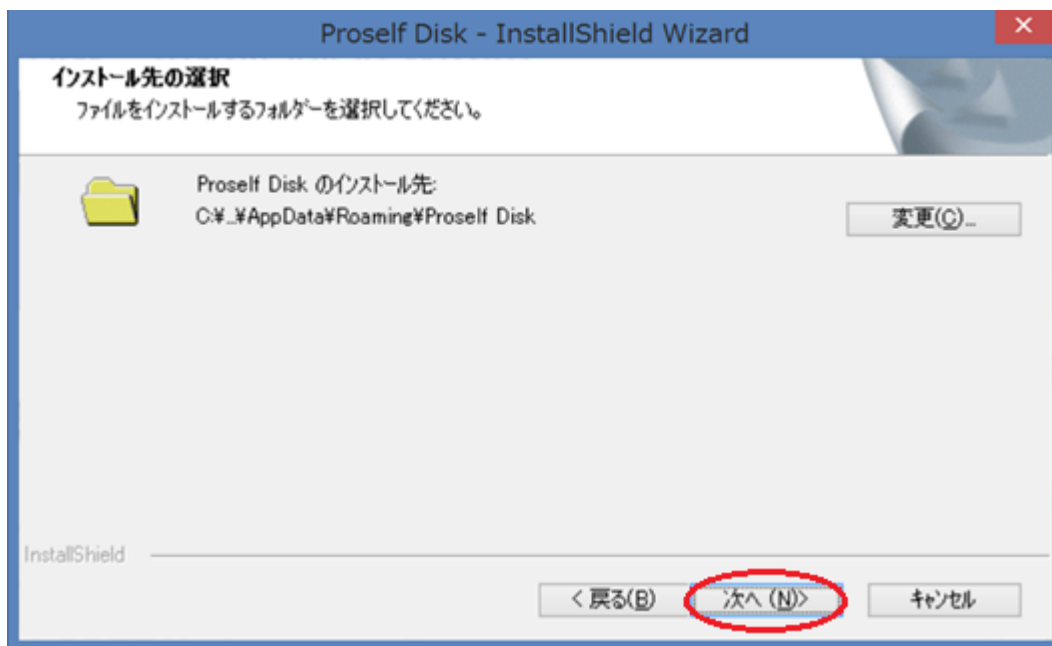 Proself Disk - InstallShield Wizard
インストール先の選択
ファイルをインストールするフォルダーを選択してください。
Proself Disk のインストール先:
C:¥...¥AppData¥Roaming¥Proself Disk
変更(C)...
InstallShield
< 戻る(B)
次へ (N)>
キャンセル